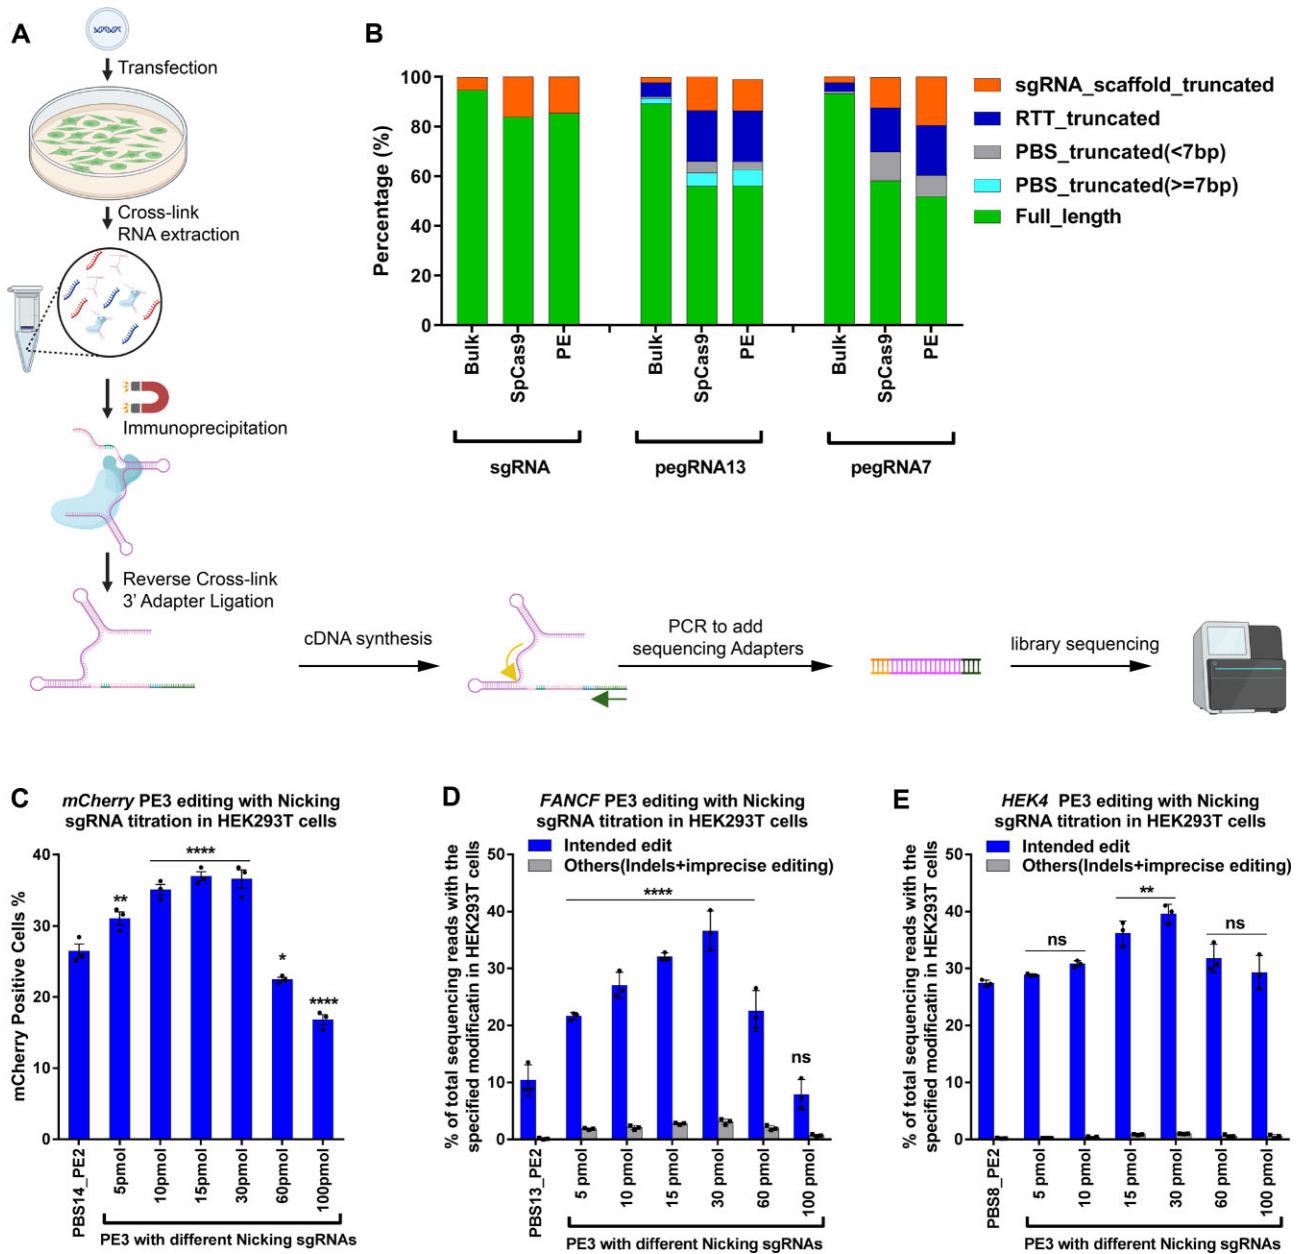 A
Transfection
Cross-link
RNA extraction
Immunoprecipitation
Reverse Cross-link
3' Adapter Ligation
cDNA synthesis
PCR to add
sequencing Adapters
library sequencing
B
Percentage (%)
100
80
60
40
20
0
Bulk
SpCas9
PE
Bulk
SpCas9
PE
Bulk
SpCas9
PE
sgRNA
pegRNA13
pegRNA7
sgRNA_scaffold_truncated
RTT_truncated
PBS_truncated(<7bp)
PBS_truncated(>=7bp)
Full_length
C
mCherry PE3 editing with Nicking
sgRNA titration in HEK293T cells
mCherry Positive Cells %
40
30
20
10
0
**
****
*
****
PBS14_PE2
5pmol
10pmol
15pmol
30pmol
60pmol
100pmol
PE3 with different Nicking sgRNAs
D
FANCF PE3 editing with Nicking
sgRNA titration in HEK293T cells
Intended edit
Others(Indels+imprecise editing)
% of total sequencing reads with the
specified modificatin in HEK293T cells
50
40
30
20
10
0
****
ns
PBS13_PE2
5 pmol
10 pmol
15 pmol
30 pmol
60 pmol
100 pmol
PE3 with different Nicking sgRNAs
E
HEK4 PE3 editing with Nicking
sgRNA titration in HEK293T cells
Intended edit
Others(Indels+imprecise editing)
% of total sequencing reads with the
specified modificatin in HEK293T cells
50
40
30
20
10
0
ns
**
ns
PBS8_PE2
5 pmol
10 pmol
15 pmol
30 pmol
60 pmol
100 pmol
PE3 with different Nicking sgRNAs